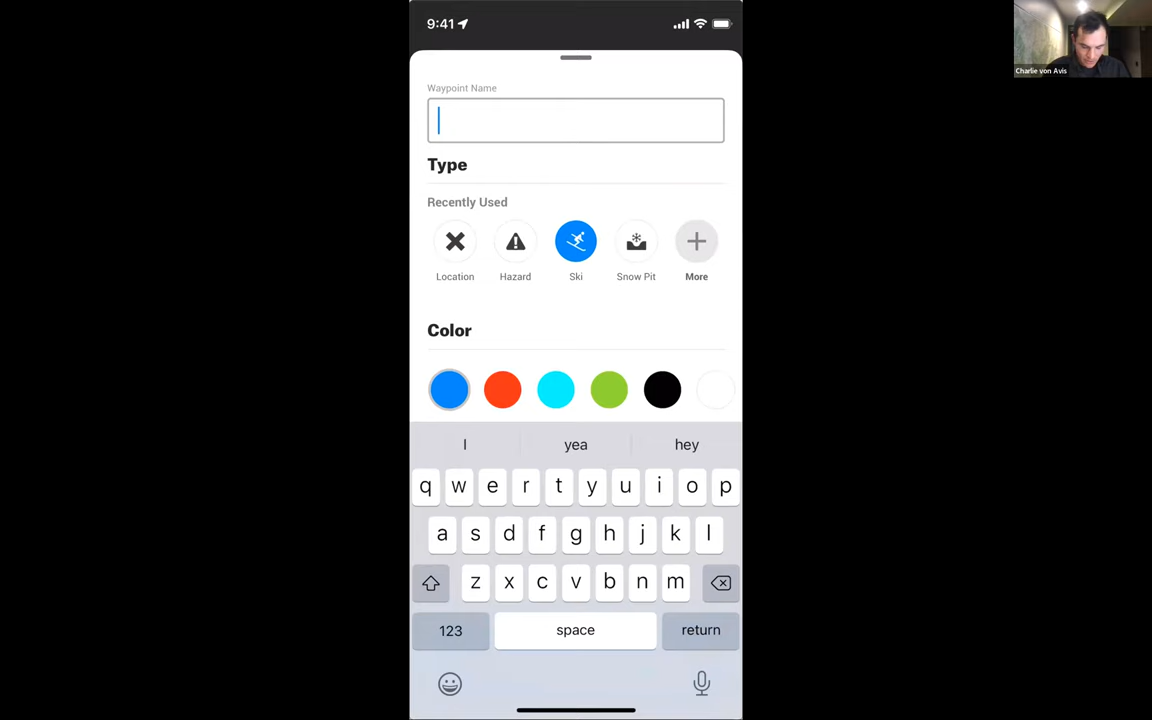 9:41
Charlie von Avis
Waypoint Name
Type
Recently Used
Location Hazard Ski Snow Pit More
Color
I yea hey
q w e r t y u i o p
a s d f g h j k l
z x c v b n m
123 space return